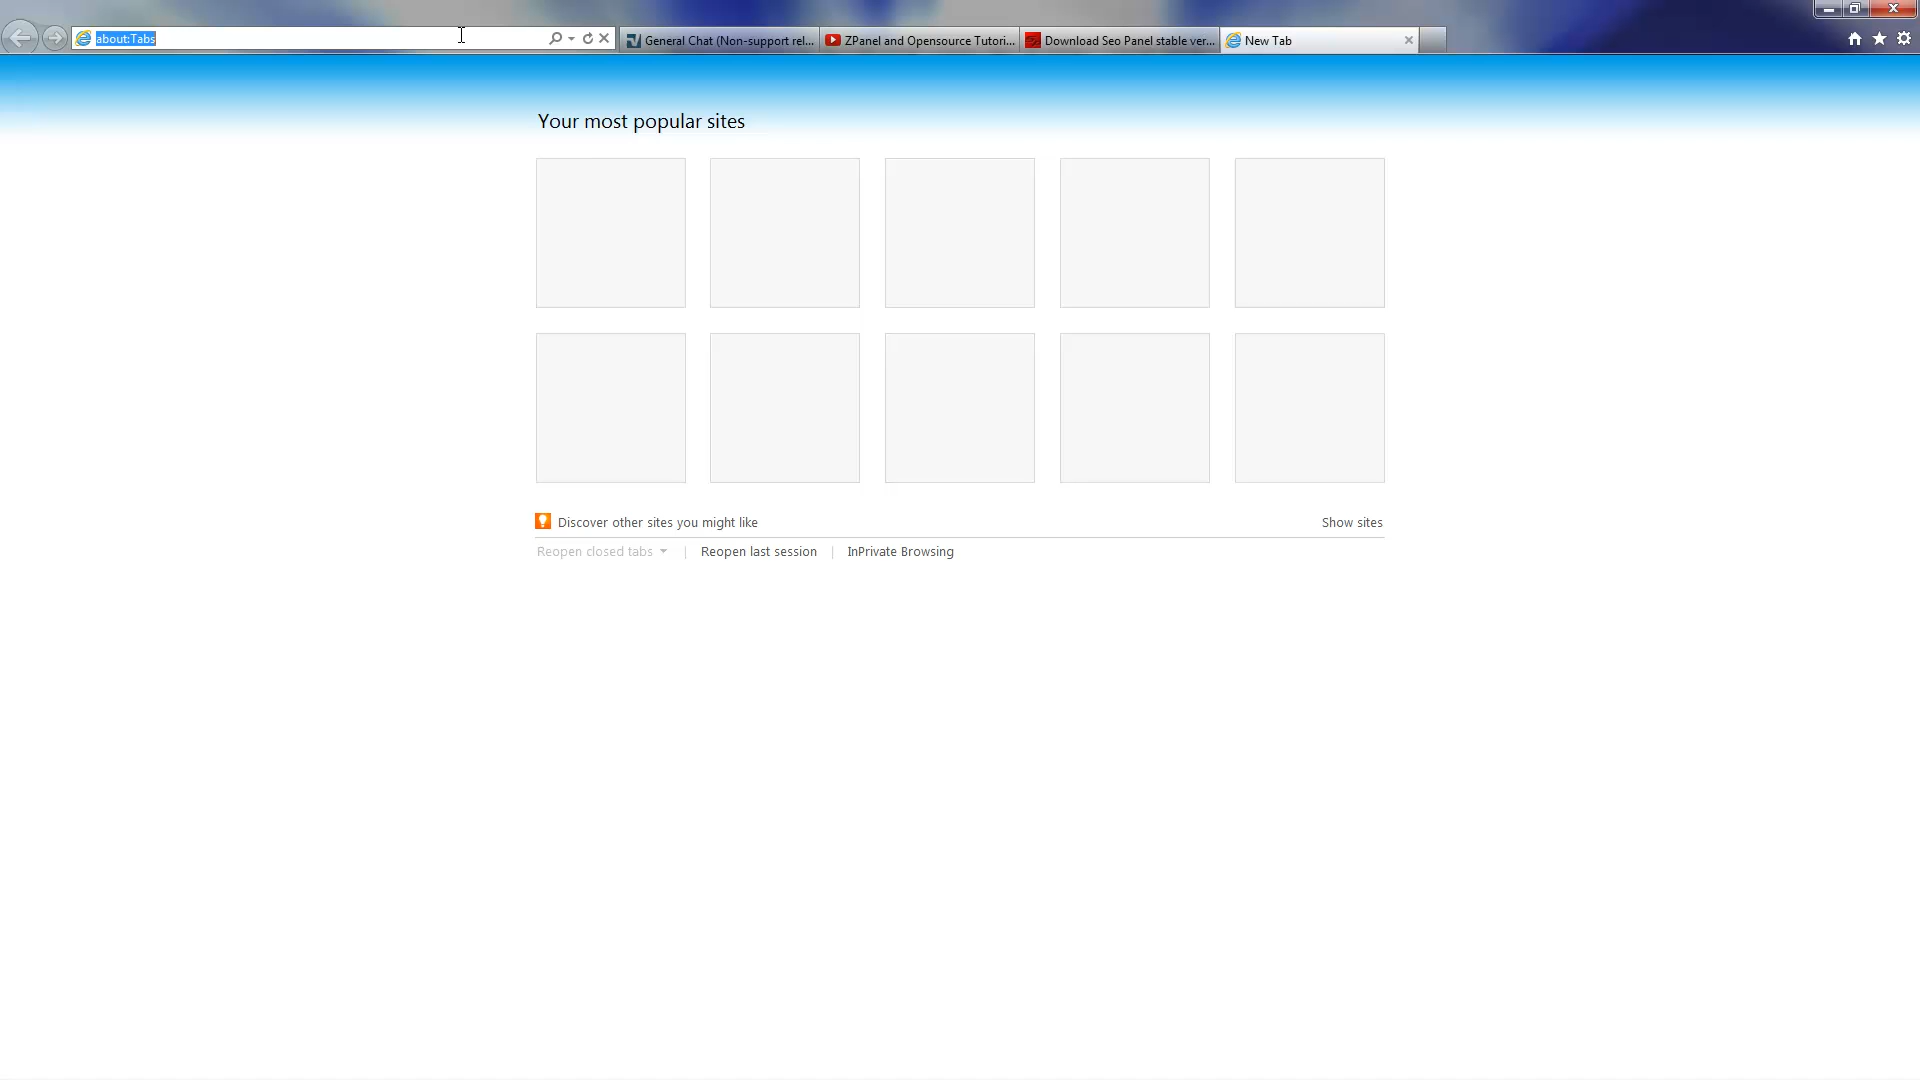 about:Tabs
General Chat (Non-support rel...
ZPanel and Opensource Tutori...
Download Seo Panel stable ver...
New Tab
Your most popular sites
Discover other sites you might like
Show sites
Reopen closed tabs
Reopen last session
InPrivate Browsing